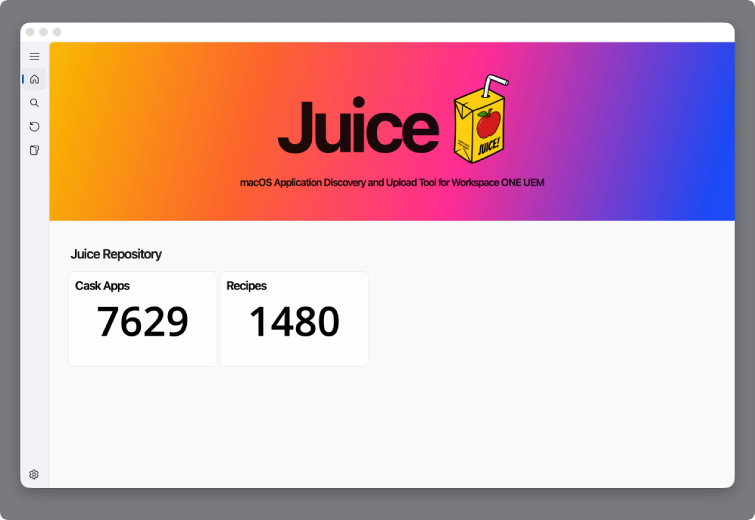 Juice
JUICE!
macOS Application Discovery and Upload Tool for Workspace ONE UEM
Juice Repository
Cask Apps
7629
Recipes
1480